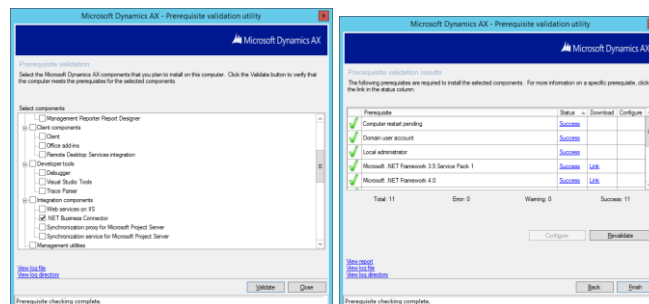 Microsoft Dynamics AX - Prerequisite validation utility
Microsoft Dynamics AX
Prerequisite validation
Select the Microsoft Dynamics AX components that you plan to install on this computer. Click the Validate button to verify that
the computer meets the prerequisites for the selected components.
Select components
Management Reporter Report Designer
Client components
Client
Office add-ins
Remote Desktop Services integration
Developer tools
Debugger
Visual Studio Tools
Trace Parser
Integration components
Web services on IIS
.NET Business Connector
Synchronization proxy for Microsoft Project Server
Synchronization service for Microsoft Project Server
Management utilities
View log file
View log directory
Validate Close
Prerequisite checking complete.
Microsoft Dynamics AX - Prerequisite validation utility
Microsoft Dynamics AX
Prerequisite validation results
The following prerequisites are required to install the selected components. For more information on a specific prerequisite, click
the link in the status column.
Prerequisite Status Download Configure
Computer restart pending Success
Domain user account Success
Local administrator Success
Microsoft .NET Framework 3.5 Service Pack 1 Success Link
Microsoft .NET Framework 4.0 Success Link
Total: 11 Error: 0 Warning: 0 Success: 11
Configure Revalidate
View report
View log file
View log directory
Back Finish
Prerequisite checking complete.